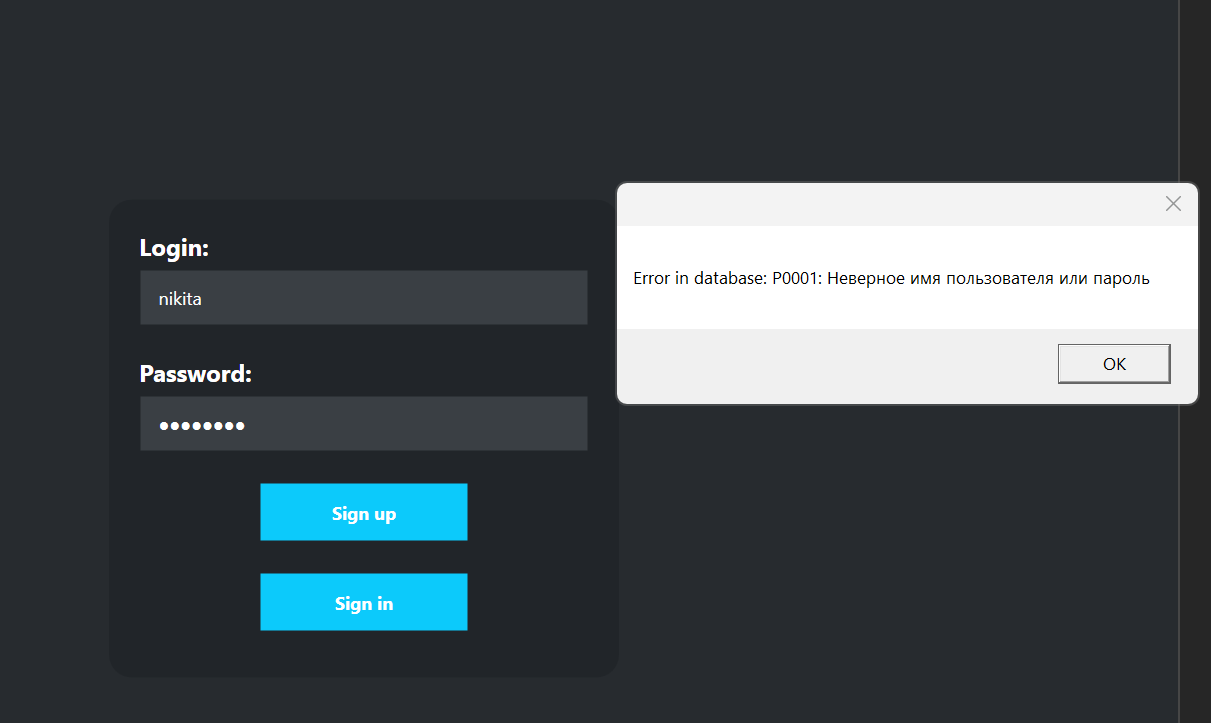 Login:
nikita
Password:
••••••••
Sign up
Sign in
Error in database: P0001: Неверное имя пользователя или пароль
OK